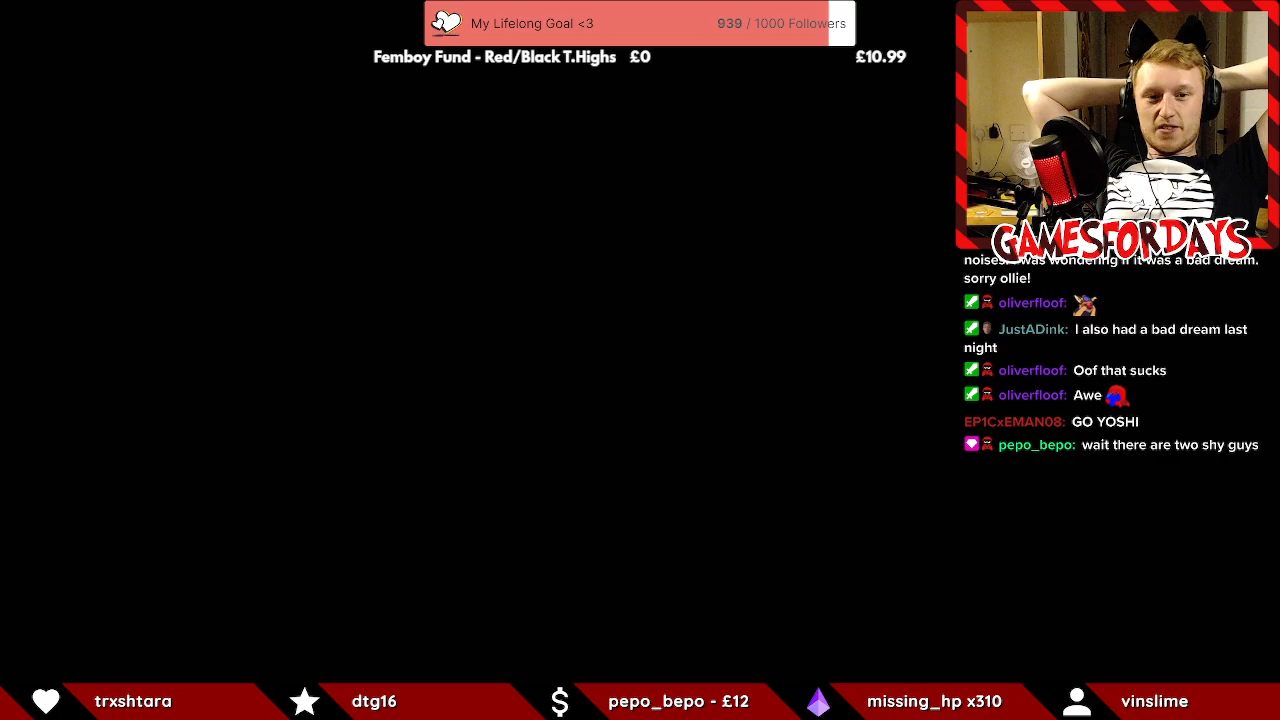 My Lifelong Goal <3 939 / 1000 Followers
Femboy Fund - Red/Black T.Highs £0 £10.99
GAMESFORDAYS
noises. I was wondering if it was a bad dream.
sorry ollie!
oliverfloof:
JustADink: I also had a bad dream last
night
oliverfloof: Oof that sucks
oliverfloof: Awe
EP1CxEMAN08: GO YOSHI
pepo_bepo: wait there are two shy guys
trxshtara
dtg16
pepo_bepo - £12
missing_hp x310
vinslime